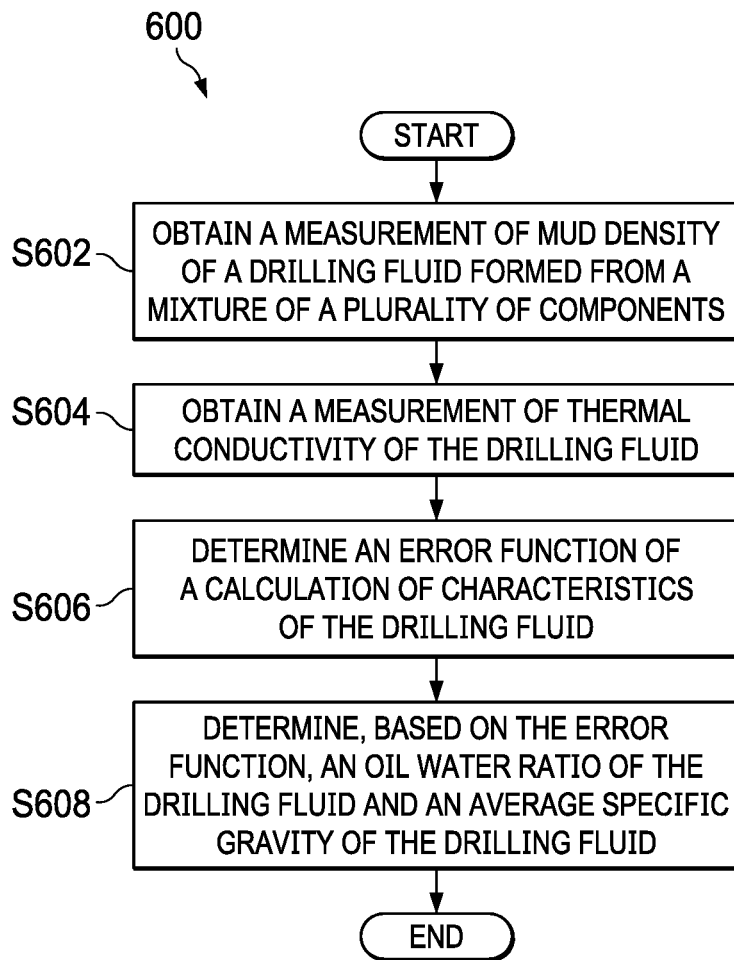 600
START
S602
OBTAIN A MEASUREMENT OF MUD DENSITY
OF A DRILLING FLUID FORMED FROM A
MIXTURE OF A PLURALITY OF COMPONENTS
S604
OBTAIN A MEASUREMENT OF THERMAL
CONDUCTIVITY OF THE DRILLING FLUID
S606
DETERMINE AN ERROR FUNCTION OF
A CALCULATION OF CHARACTERISTICS
OF THE DRILLING FLUID
S608
DETERMINE, BASED ON THE ERROR
FUNCTION, AN OIL WATER RATIO OF THE
DRILLING FLUID AND AN AVERAGE SPECIFIC
GRAVITY OF THE DRILLING FLUID
END